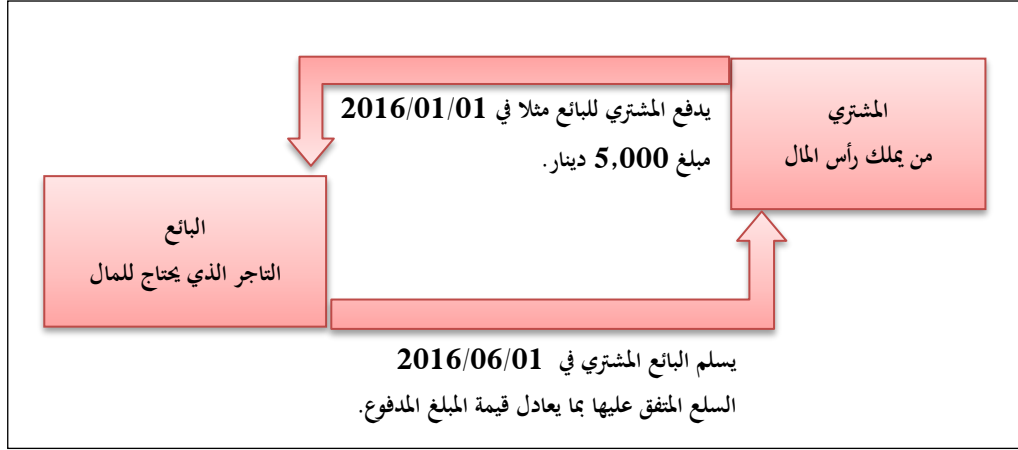 المشتري
من يملك رأس المال
يدفع المشتري للبائع مثلا في 2016/01/01
مبلغ 5,000 دينار.
البائع
التاجر الذي يحتاج للمال
يسلم البائع المشتري في 2016/06/01
السلع المتفق عليها بما يعادل قيمة المبلغ المدفوع.